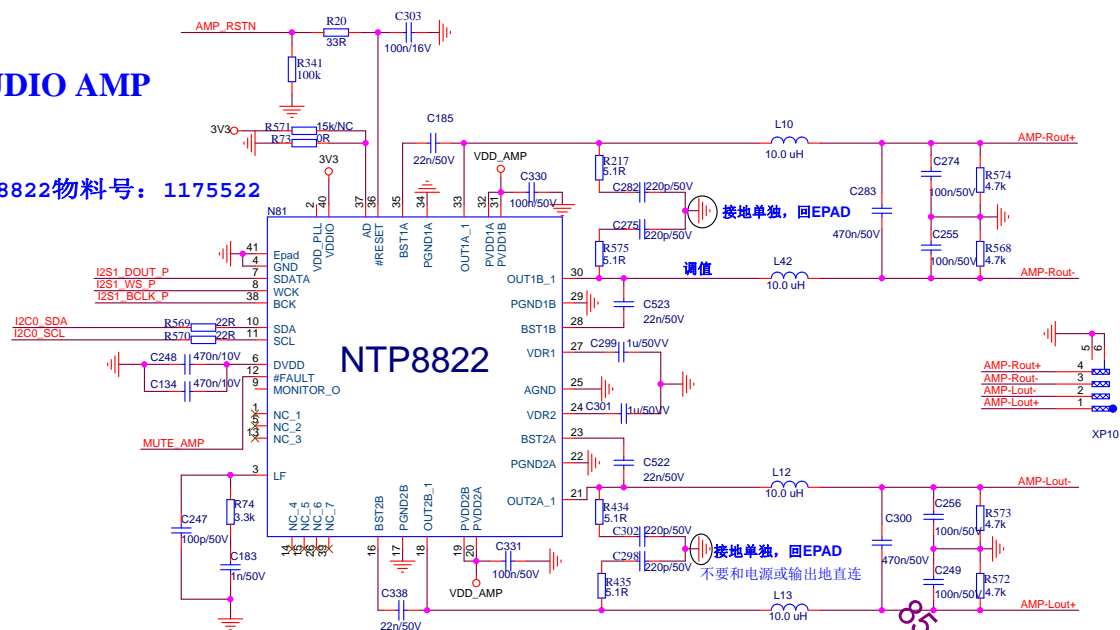 AMP_RSTN
R20
33R
C303
100n/16V
R341
100k
UDIO AMP
3V3
R571
15k/NC
R73
0R
3V3
C185
22n/50V
VDD_AMP
C330
100n/50V
L10
10.0 uH
AMP-Rout+
8822物料号: 1175522
R217
5.1R
C282
220p/50V
C275
220p/50V
R575
5.1R
接地单独, 回EPAD
调值
C283
470n/50V
C274
100n/50V
R574
4.7k
C255
100n/50V
R568
4.7k
L42
10.0 uH
AMP-Rout-
N81
2
40
37
36
35
34
33
32
31
VDD_PLL
VDDIO
AD
#RESET
BST1A
PGND1A
OUT1A_1
PVDD1A
PVDD1B
41
Epad
4
GND
7
SDATA
8
WCK
38
BCK
I2S1_DOUT_P
I2S1_WS_P
I2S1_BCLK_P
I2C0_SDA
R569
22R
10
SDA
I2C0_SCL
R570
22R
11
SCL
C248
470n/10V
6
DVDD
12
#FAULT
C134
470n/10V
9
MONITOR_O
1
NC_1
5
NC_2
13
NC_3
MUTE_AMP
3
LF
NTP8822
OUT1B_1
30
PGND1B
29
BST1B
28
C523
22n/50V
VDR1
27
C299
1u/50VV
AGND
25
VDR2
24
C301
1u/50VV
BST2A
23
PGND2A
22
C522
22n/50V
OUT2A_1
21
5
6
AMP-Rout+
4
AMP-Rout-
3
AMP-Lout-
2
AMP-Lout+
1
XP10
C247
100p/50V
R74
3.3k
C183
1n/50V
NC_4
NC_5
NC_6
NC_7
14
15
BST2B
PGND2B
OUT2B_1
PVDD2B
PVDD2A
16
17
18
19
20
C331
100n/50V
VDD_AMP
C338
22n/50V
R434
5.1R
C302
220p/50V
C298
220p/50V
R435
5.1R
接地单独, 回EPAD
不要和电源或输出地直连
L12
10.0 uH
AMP-Lout-
C300
470n/50V
C256
100n/50V
R573
4.7k
C249
100n/50V
R572
4.7k
L13
10.0 uH
AMP-Lout+